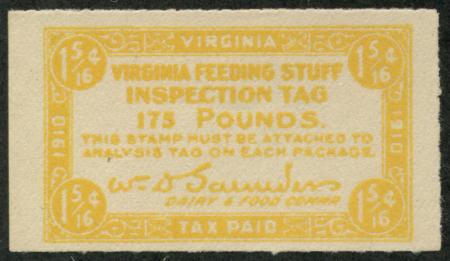 1 5/16 ¢ VIRGINIA 1 5/16 ¢
VIRGINIA FEEDING STUFF
INSPECTION TAG
175 POUNDS.
THIS STAMP MUST BE ATTACHED TO
ANALYSIS TAG ON EACH PACKAGE.
1910
1910
Wm D Saunders
DAIRY & FOOD COMMR
1 5/16 ¢ TAX PAID 1 5/16 ¢